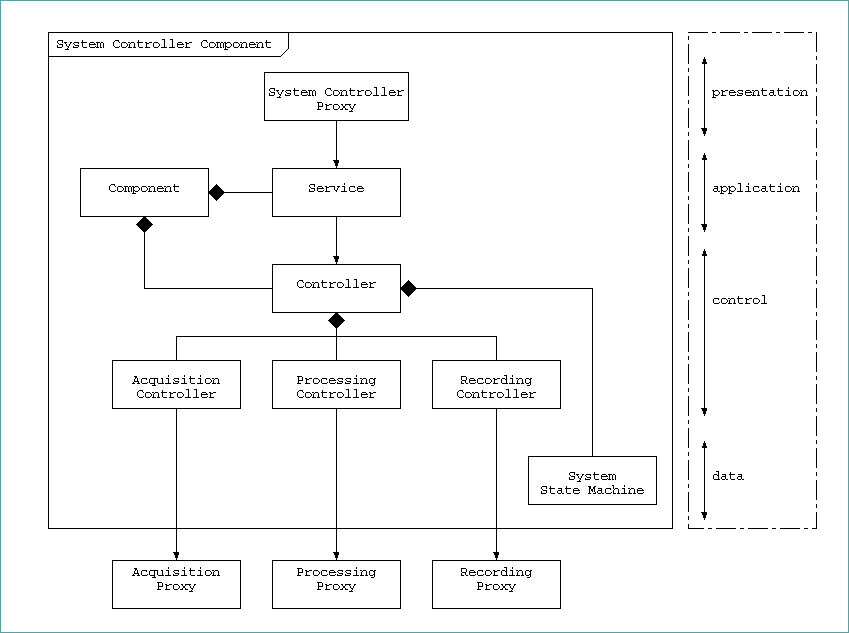 System Controller Component
System Controller
Proxy
presentation
Component
Service
application
Controller
control
Acquisition
Controller
Processing
Controller
Recording
Controller
System
State Machine
data
Acquisition
Proxy
Processing
Proxy
Recording
Proxy